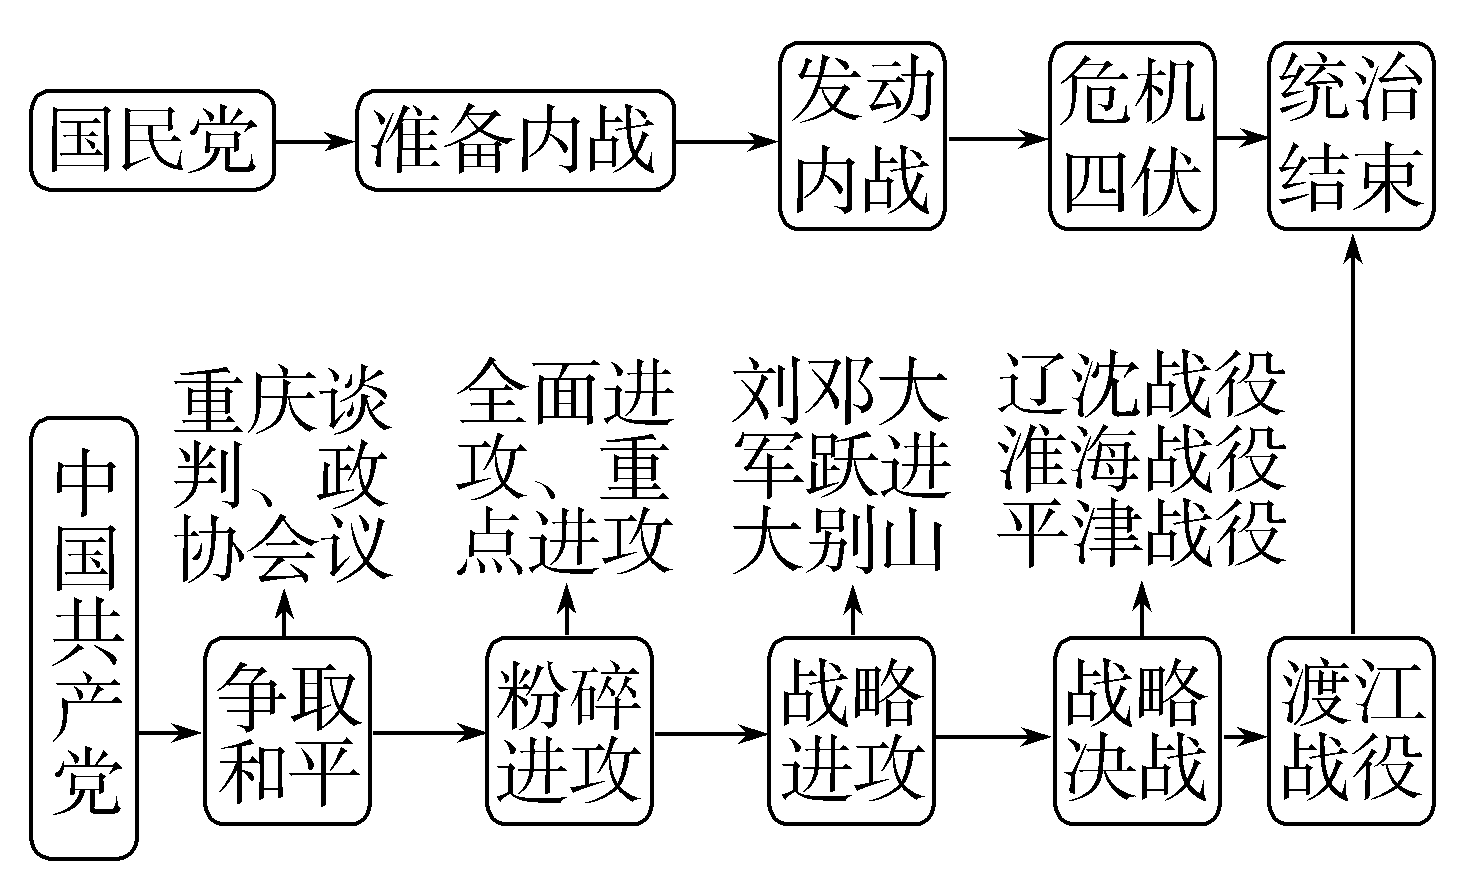 国民党
准备内战
发动
内战
危机
四伏
统治
结束
重庆谈
判、政
协会议
全面进
攻、重
点进攻
刘邓大
军跃进
大别山
辽沈战役
淮海战役
平津战役
中国共产党
争取
和平
粉碎
进攻
战略
进攻
战略
决战
渡江
战役